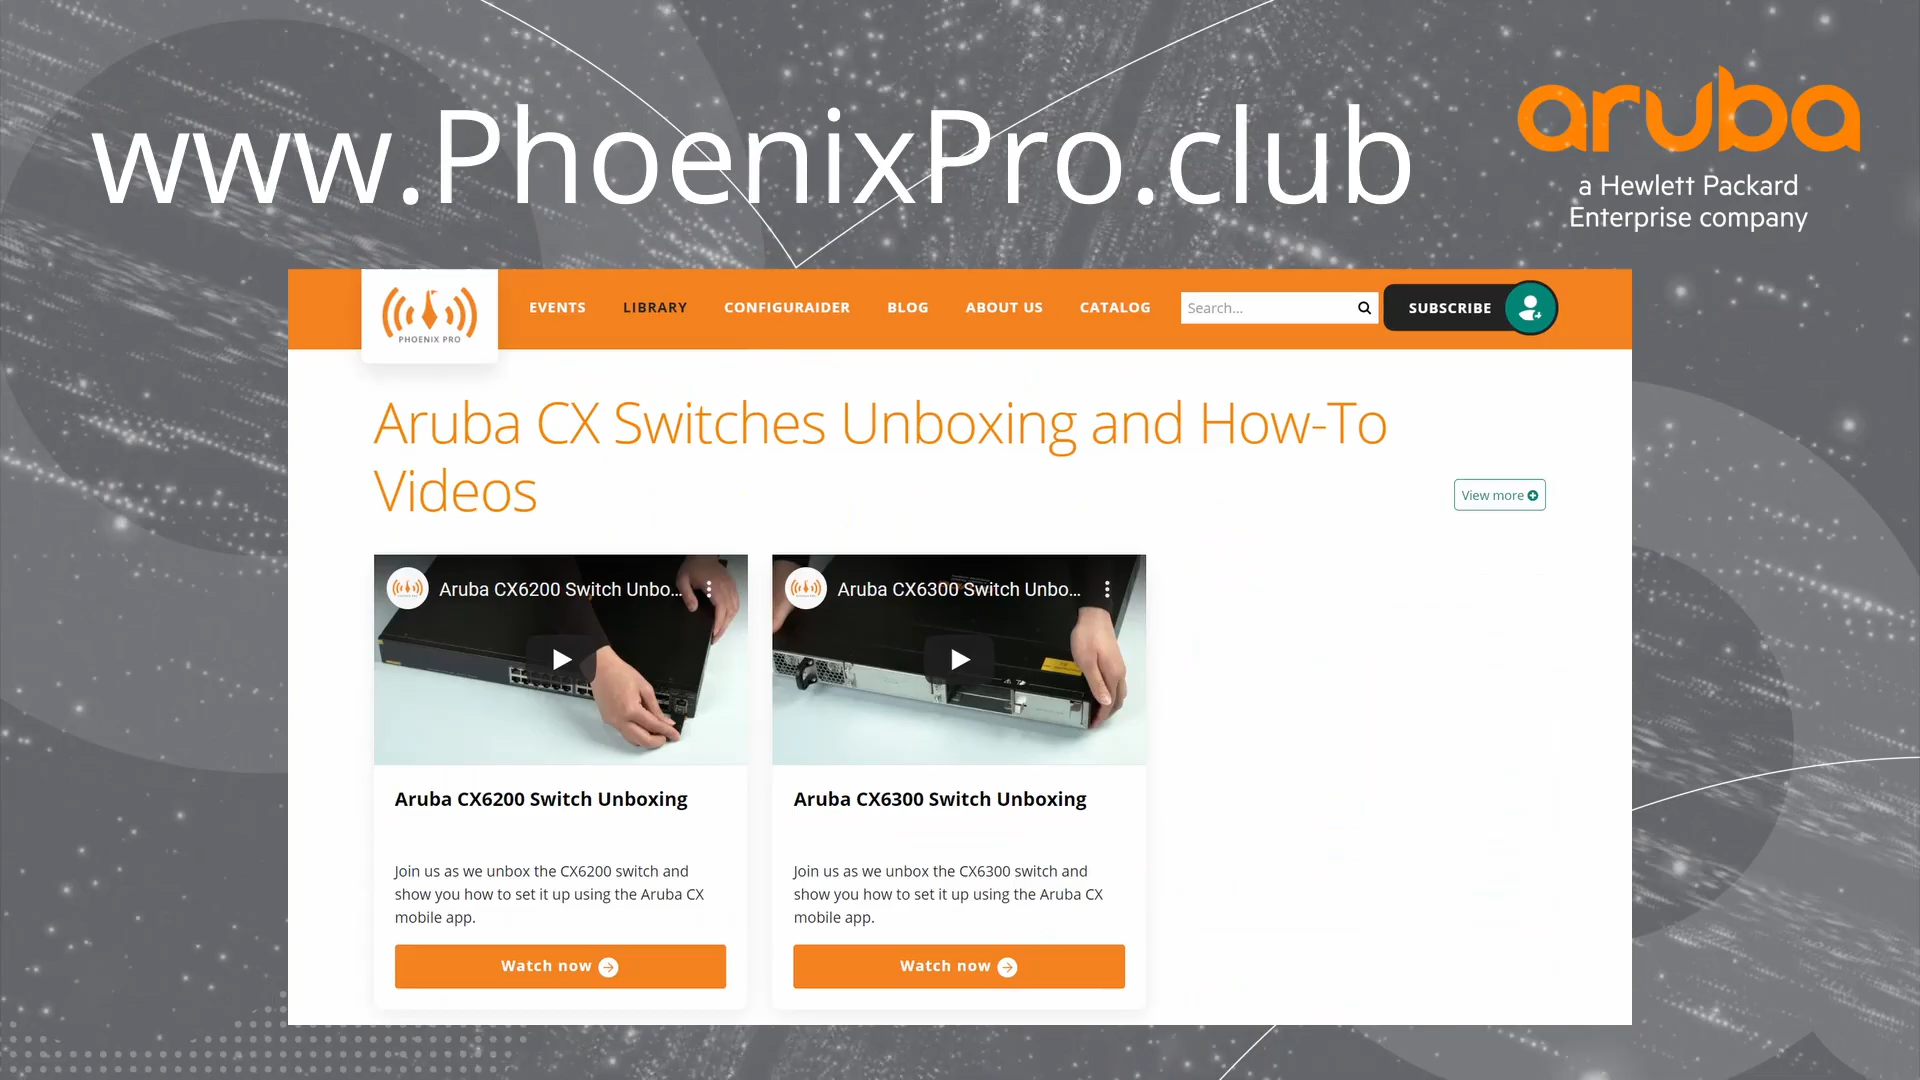 www.PhoenixPro.club
aruba
a Hewlett Packard
Enterprise company
PHOENIX PRO
EVENTS
LIBRARY
CONFIGURAIDER
BLOG
ABOUT US
CATALOG
Search...
SUBSCRIBE
Aruba CX Switches Unboxing and How-To
Videos
View more
Aruba CX6200 Switch Unbo...
Aruba CX6300 Switch Unbo...
Aruba CX6200 Switch Unboxing
Join us as we unbox the CX6200 switch and
show you how to set it up using the Aruba CX
mobile app.
Watch now
Aruba CX6300 Switch Unboxing
Join us as we unbox the CX6300 switch and
show you how to set it up using the Aruba CX
mobile app.
Watch now